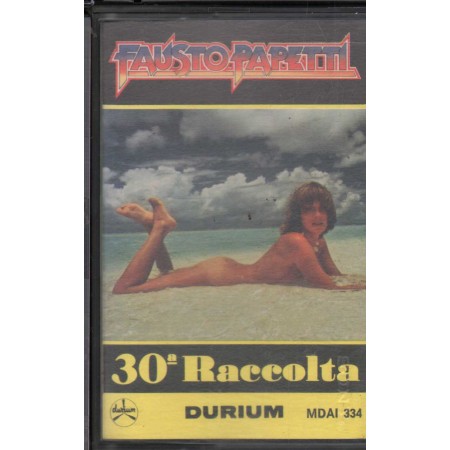 FAUSTO PAPETTI
30ª Raccolta
durium
DURIUM
MDAI 334